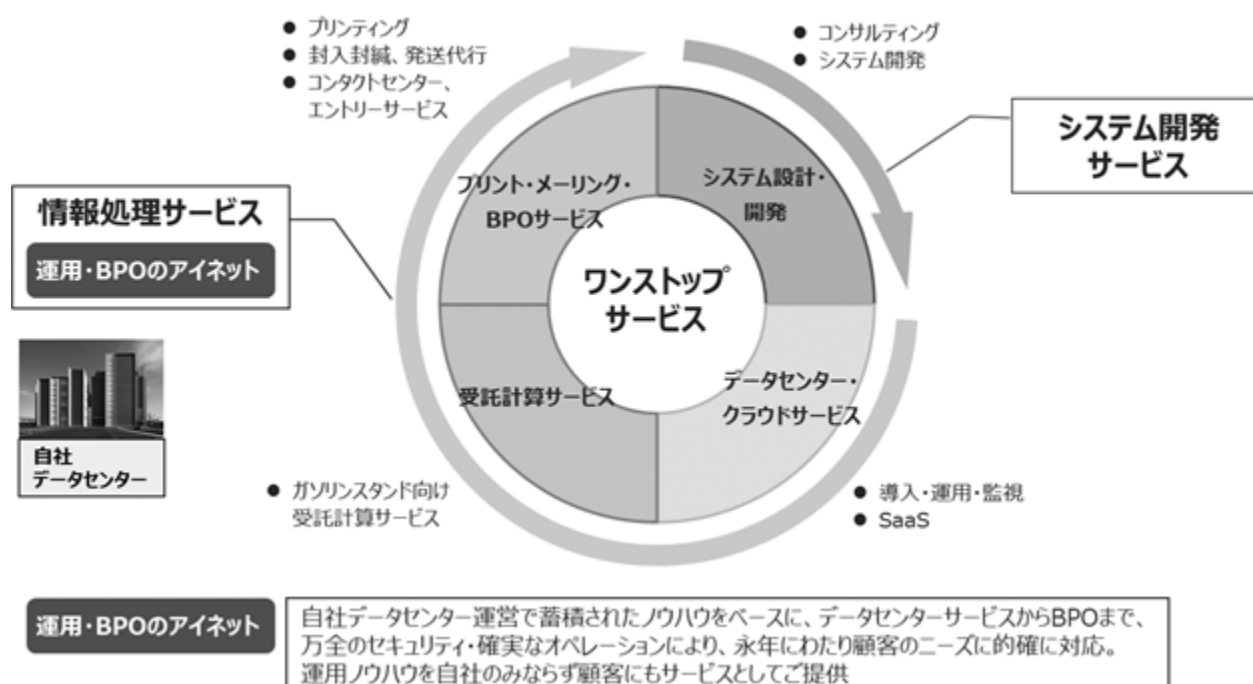 ● プリンティング
● 封入封緘、発送代行
● コンタクトセンター、
エントリーサービス
● コンサルティング
● システム開発
システム開発
サービス
情報処理サービス
運用・BPOのアイネット
プリント・メーリング・
BPOサービス
システム設計・
開発
ワンストップ
サービス
受託計算サービス
データセンター・
クラウドサービス
自社
データセンター
● ガソリンスタンド向け
受託計算サービス
● 導入・運用・監視
● SaaS
運用・BPOのアイネット
自社データセンター運営で蓄積されたノウハウをベースに、データセンターサービスからBPOまで、
万全のセキュリティ・確実なオペレーションにより、永年にわたり顧客のニーズに的確に対応。
運用ノウハウを自社のみならず顧客にもサービスとしてご提供